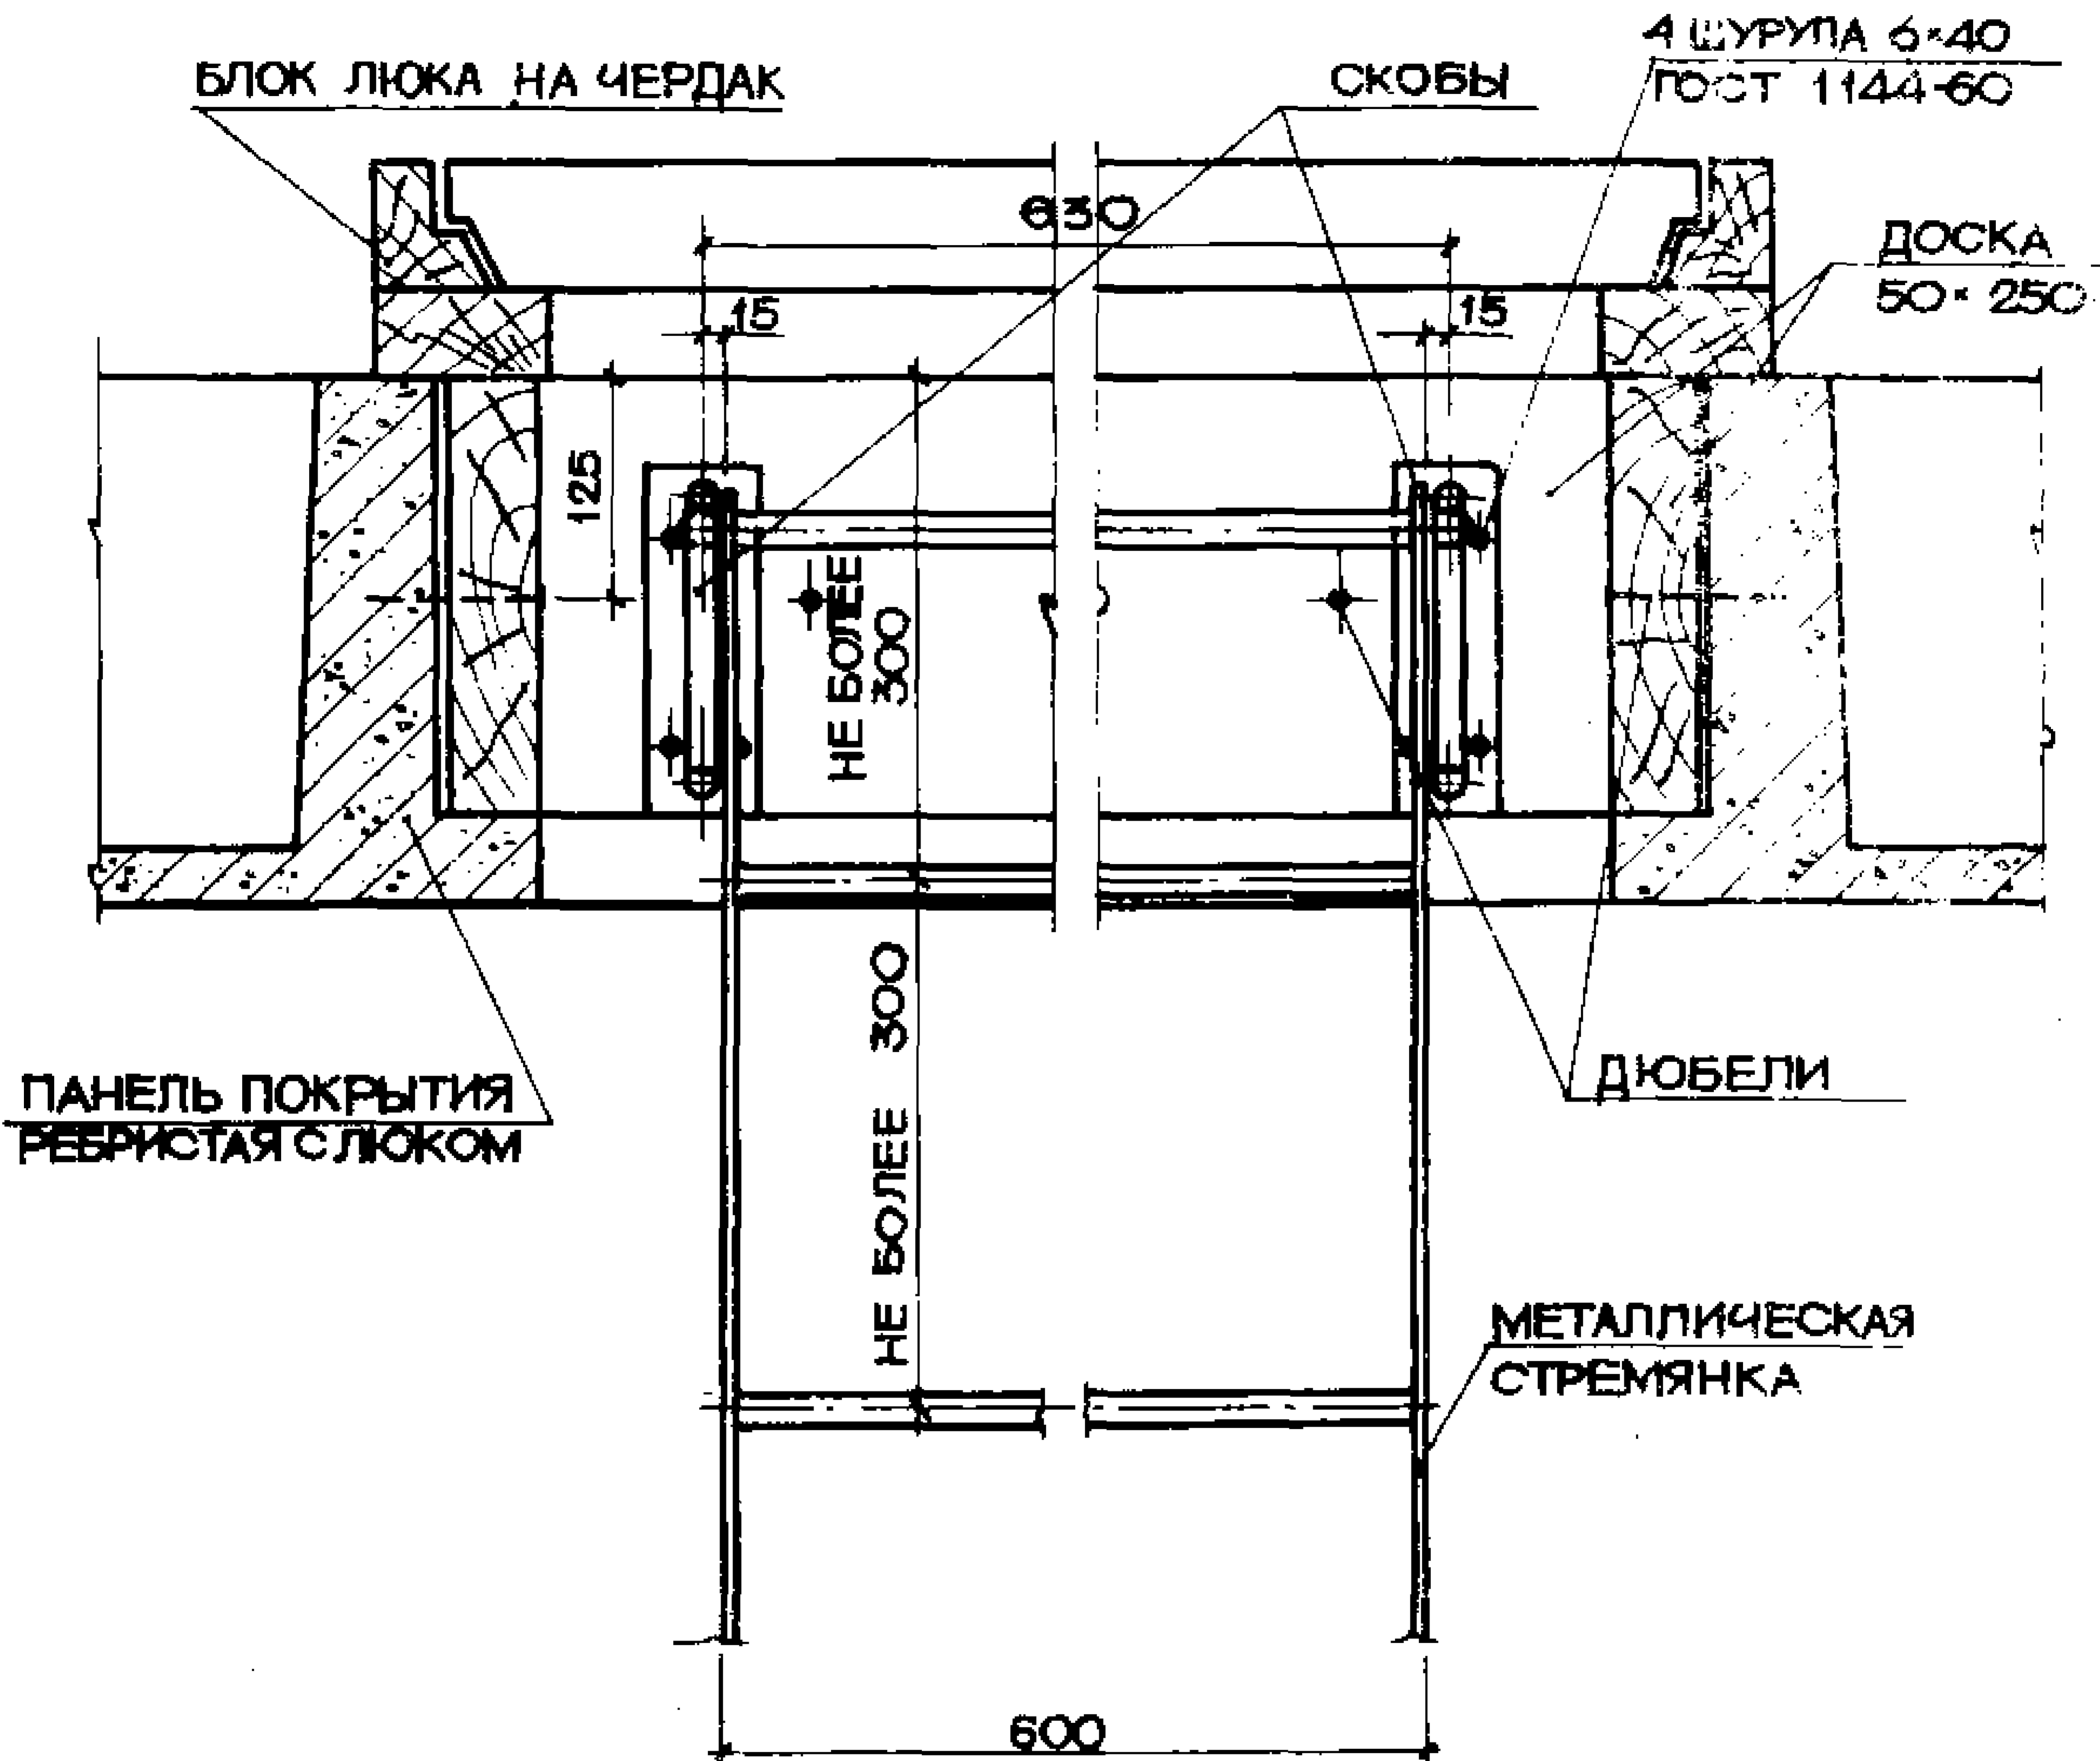 БЛОК ЛЮКА НА ЧЕРДАК
СКОБЫ
4 ШУРУПА 6×40
ГОСТ 1144-60
630
ДОСКА
50×250
15
15
125
НЕ БОЛЕЕ
300
НЕ БОЛЕЕ 300
ПАНЕЛЬ ПОКРЫТИЯ
РЕБРИСТАЯ С ЛЮКОМ
ДЮБЕЛИ
МЕТАЛЛИЧЕСКАЯ
СТРЕМЯНКА
600